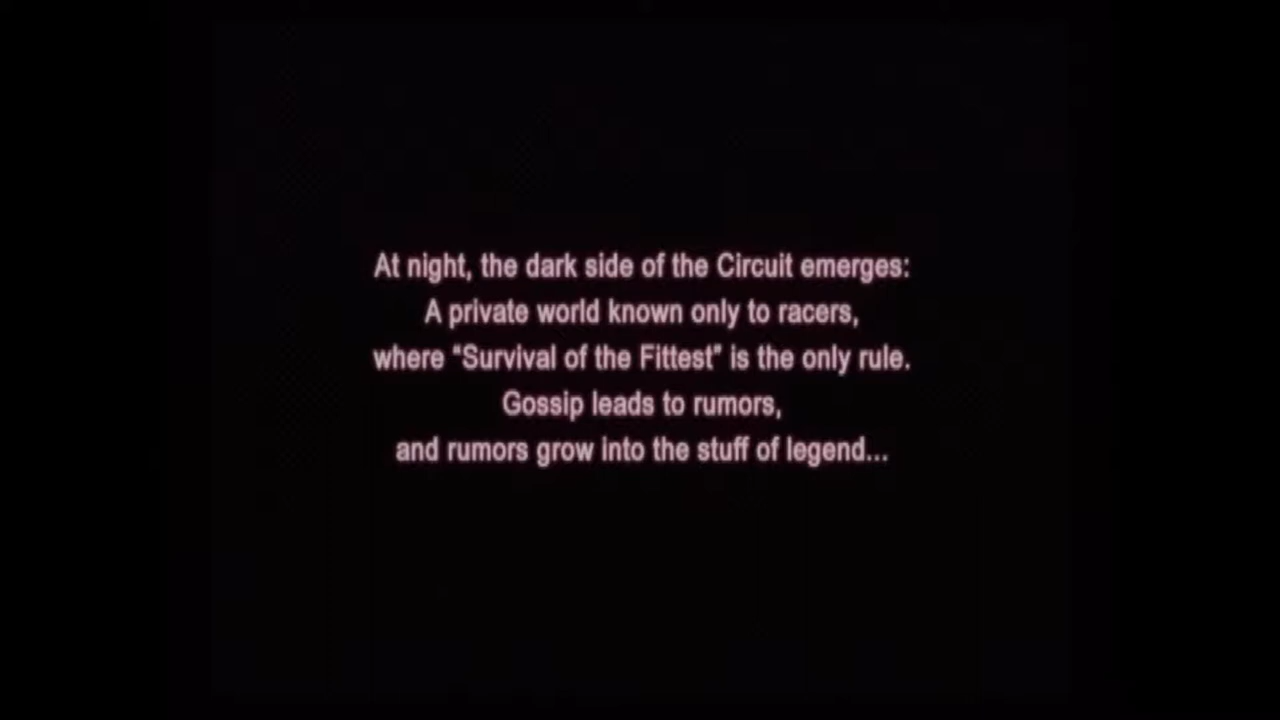 At night, the dark side of the Circuit emerges:
A private world known only to racers,
where “Survival of the Fittest” is the only rule.
Gossip leads to rumors,
and rumors grow into the stuff of legend...